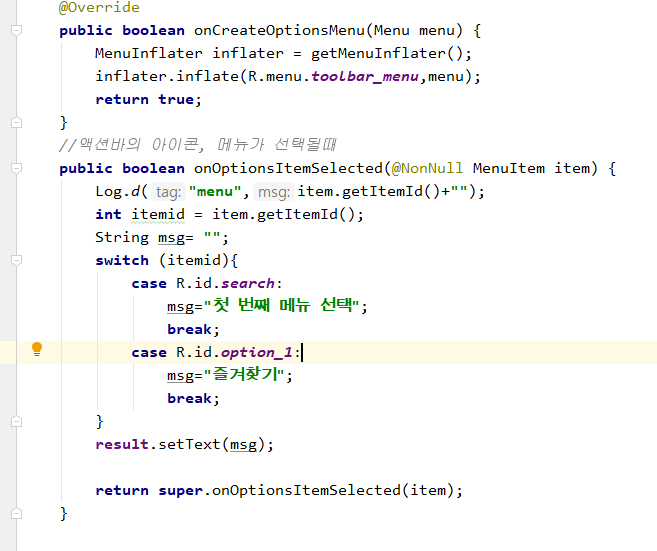 @Override
public boolean onCreateOptionsMenu(Menu menu) {
MenuInflater inflater = getMenuInflater();
inflater.inflate(R.menu.toolbar_menu,menu);
return true;
}
//액션바의 아이콘, 메뉴가 선택될때
public boolean onOptionsItemSelected(@NonNull MenuItem item) {
Log.d( tag: "menu", msg: item.getItemId()+"");
int itemid = item.getItemId();
String msg= "";
switch (itemid){
case R.id.search:
msg="첫 번째 메뉴 선택";
break;
case R.id.option_1:
msg="즐겨찾기";
break;
}
result.setText(msg);
return super.onOptionsItemSelected(item);
}